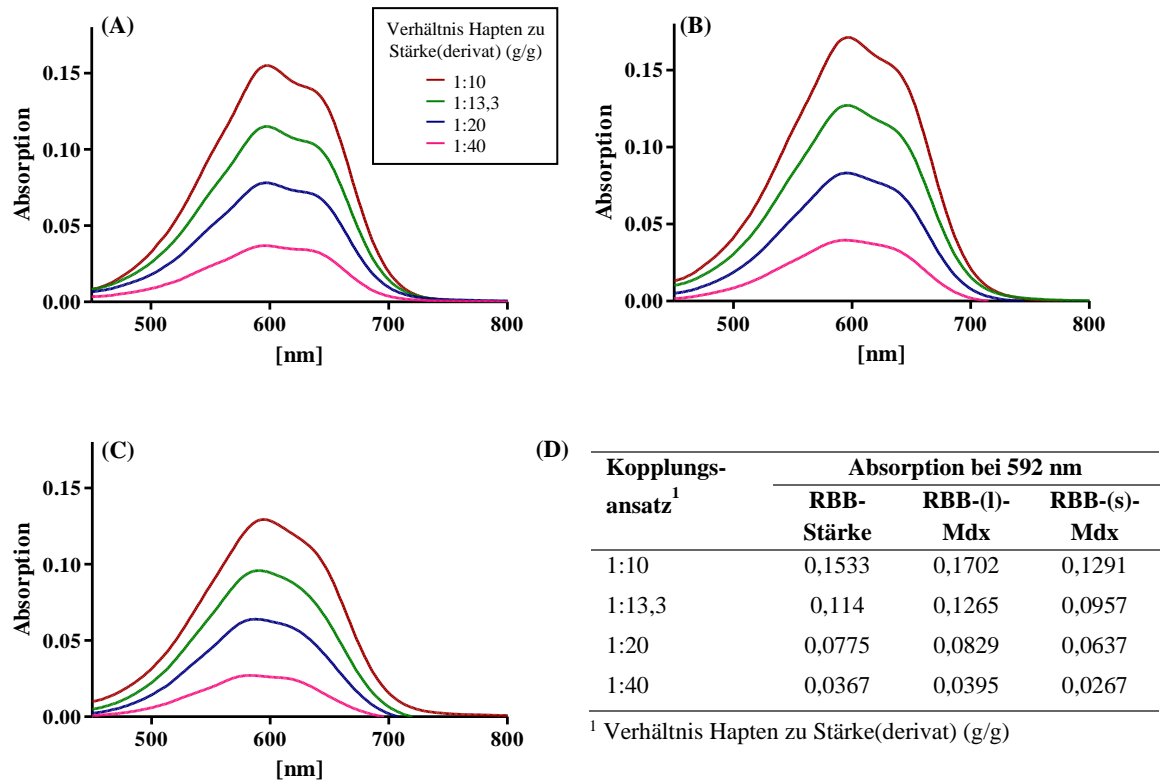 (A)
Verhältnis Hapten zu
Stärke(derivat) (g/g)
1:10
1:13,3
1:20
1:40
0.15
0.10
0.05
0.00
Absorption
500 600 700 800
[nm]
(B)
0.15
0.10
0.05
0.00
Absorption
500 600 700 800
[nm]
(C)
0.15
0.10
0.05
0.00
Absorption
500 600 700 800
[nm]
(D)
Kopplungs-
ansatz¹
Absorption bei 592 nm
RBB-
Stärke
RBB-(l)-
Mdx
RBB-(s)-
Mdx
1:10 0,1533 0,1702 0,1291
1:13,3 0,114 0,1265 0,0957
1:20 0,0775 0,0829 0,0637
1:40 0,0367 0,0395 0,0267
¹ Verhältnis Hapten zu Stärke(derivat) (g/g)